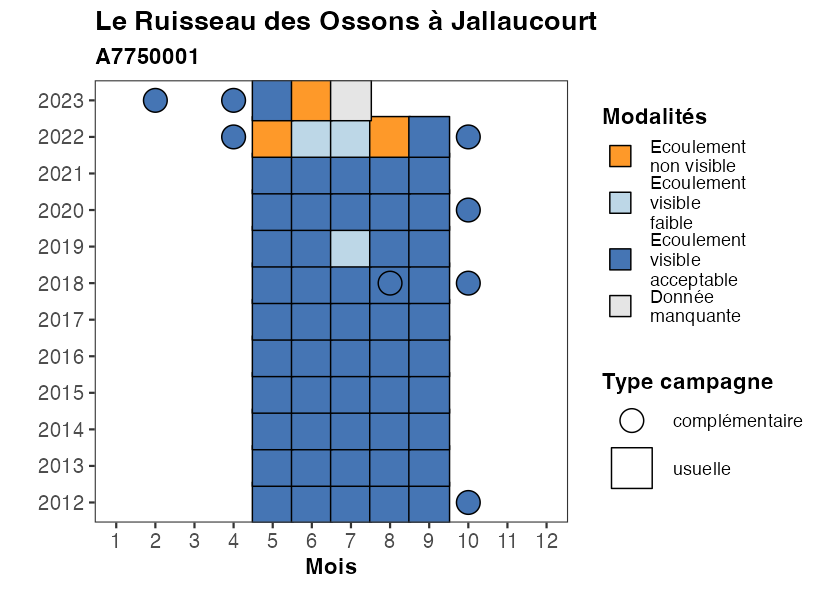 Le Ruisseau des Ossons à Jallaucourt
A7750001
2023
2022
2021
2020
2019
2018
2017
2016
2015
2014
2013
2012
1 2 3 4 5 6 7 8 9 10 11 12
Mois
Modalités
Ecoulement
non visible
Ecoulement
visible
faible
Ecoulement
visible
acceptable
Donnée
manquante
Type campagne
complémentaire
usuelle